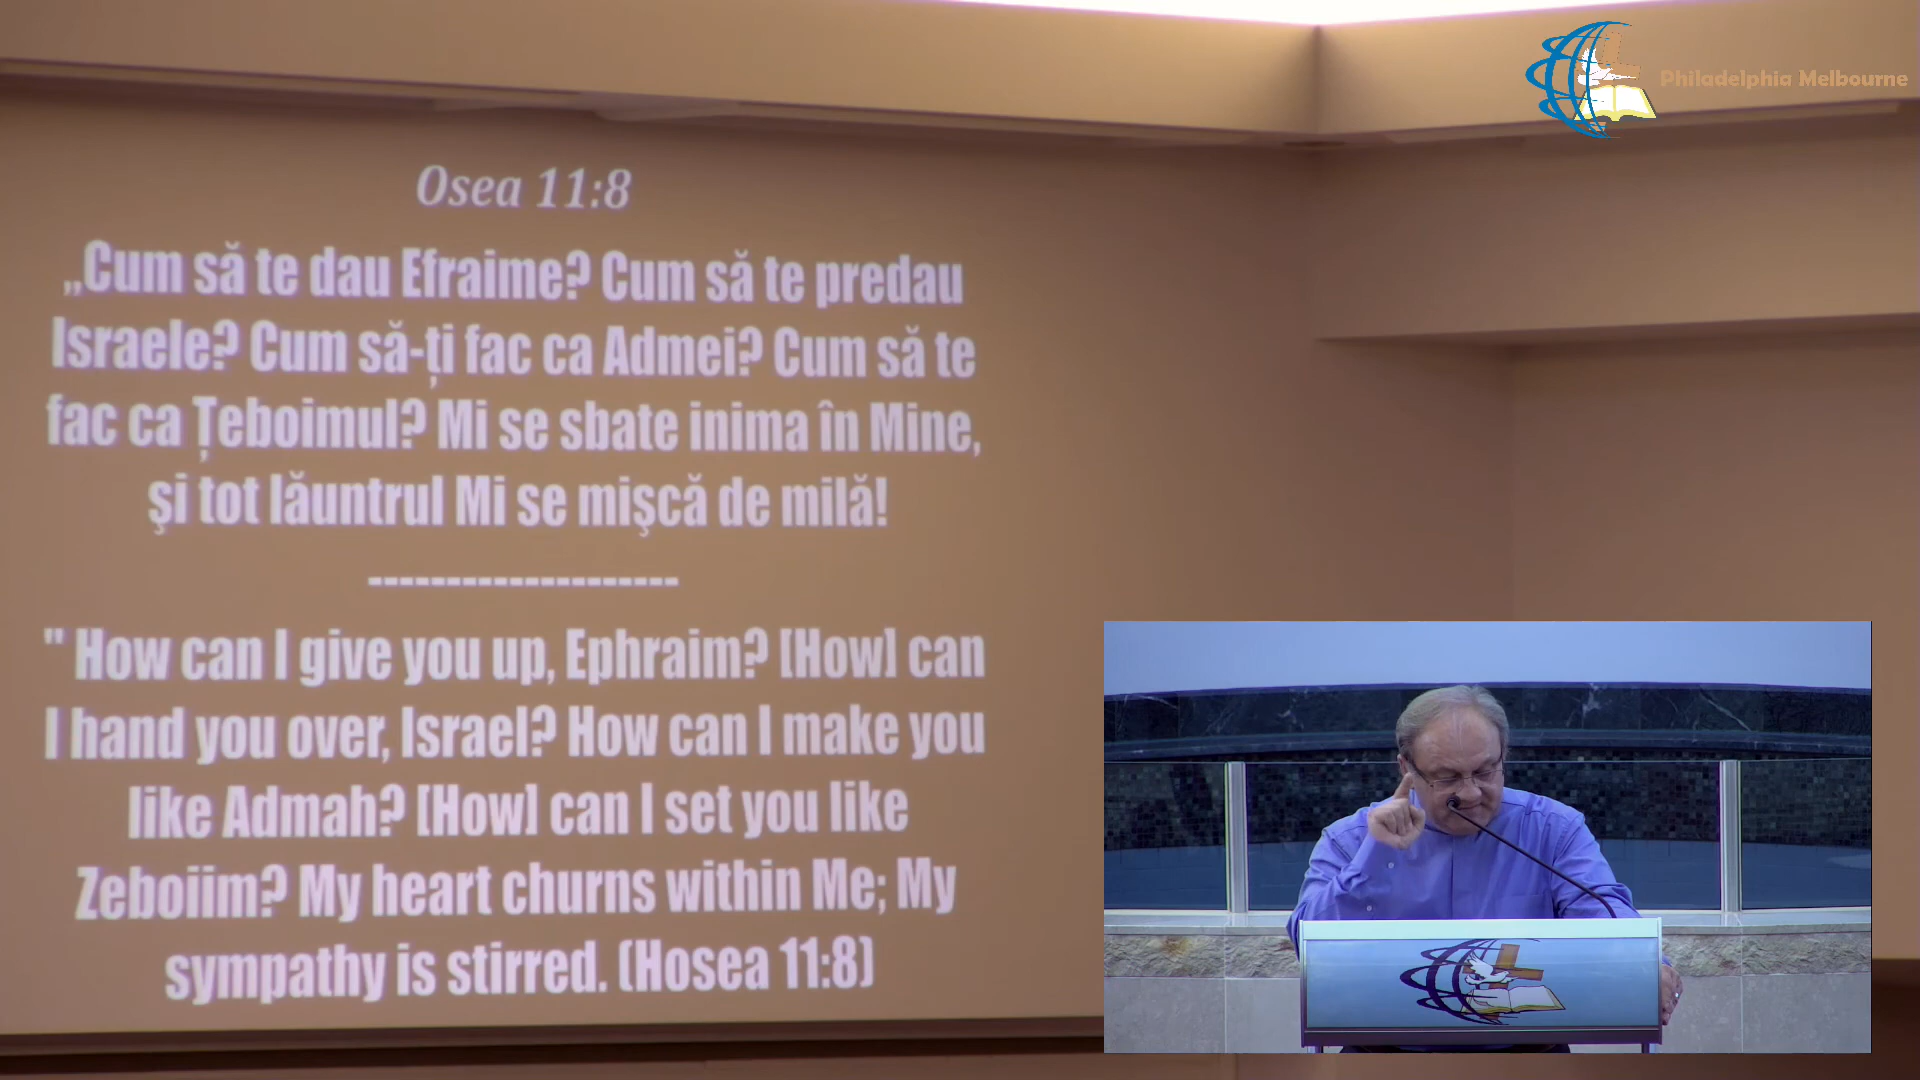 Philadelphia Melbourne
Osea 11:8
„Cum să te dau Efraime? Cum să te predau
Israele? Cum să-ți fac ca Admei? Cum să te
fac ca Țeboimul? Mi se sbate inima în Mine,
şi tot lăuntrul Mi se mişcă de milă!
--------------------
" How can I give you up, Ephraim? [How] can
I hand you over, Israel? How can I make you
like Admah? [How] can I set you like
Zeboiim? My heart churns within Me; My
sympathy is stirred. (Hosea 11:8)